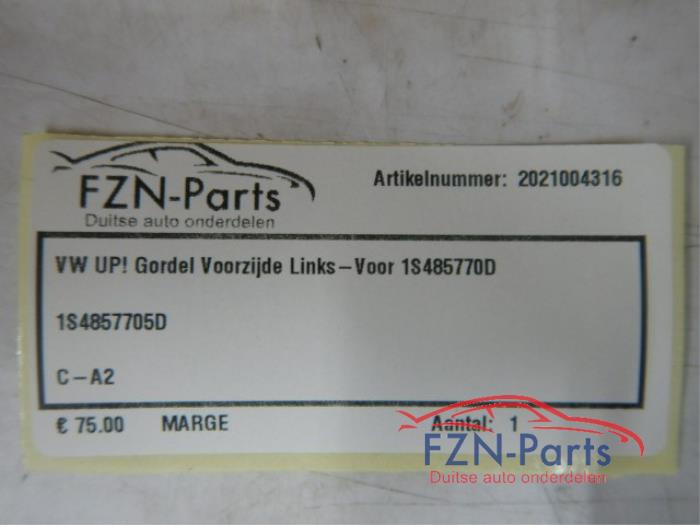 FZN-Parts
Duitse auto onderdelen
Artikelnummer: 2021004316
VW UP! Gordel Voorzijde Links-Voor 1S485770D
1S4857705D
C-A2
€ 75.00 MARGE Aantal: 1
FZN-Parts
Duitse auto onderdelen